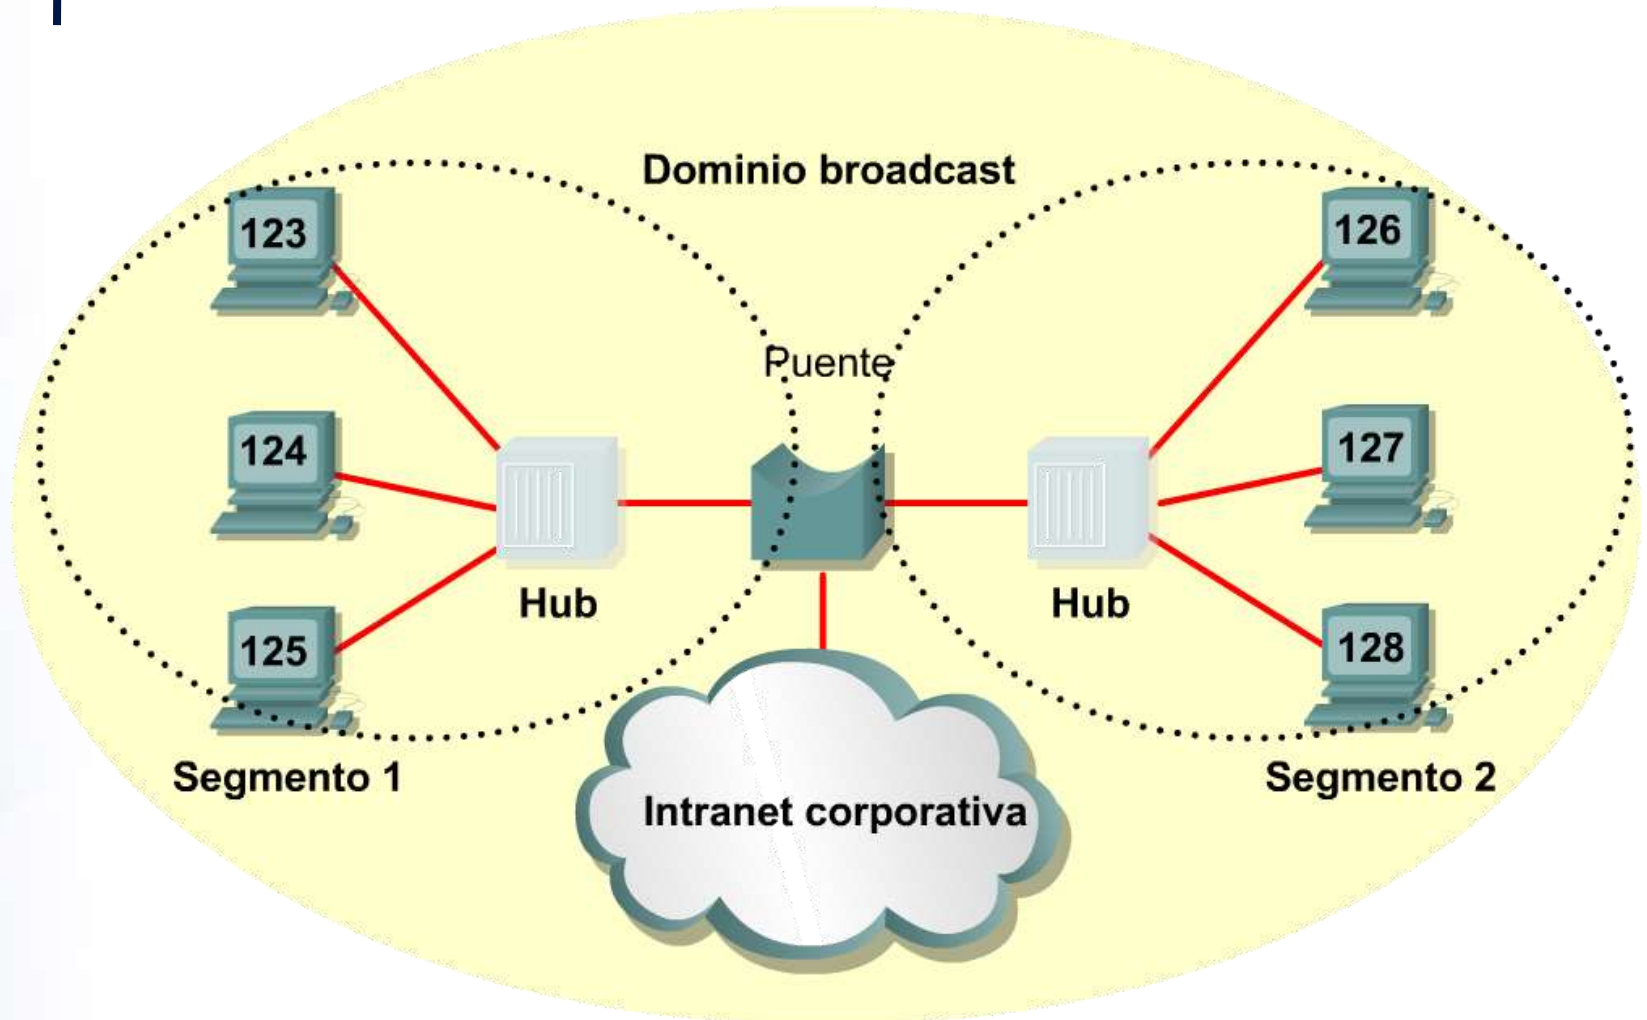 Dominio broadcast
123
126
Puente
124
127
Hub
Hub
125
128
Segmento 1
Segmento 2
Intranet corporativa